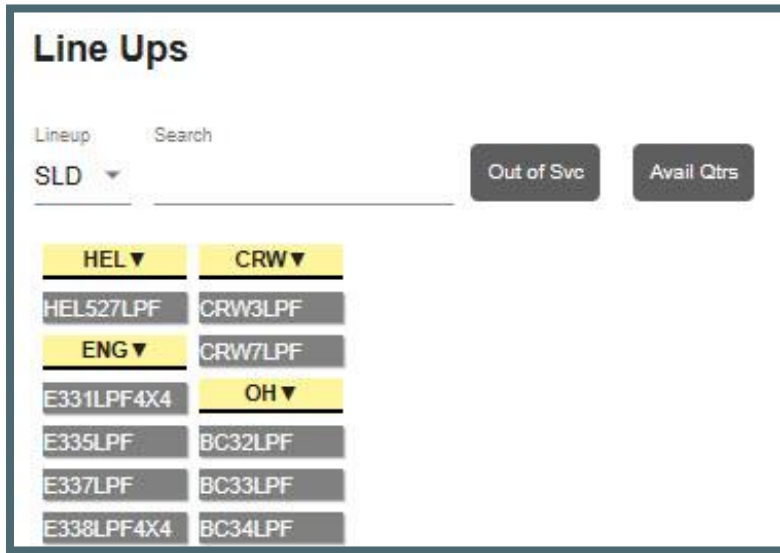 Line Ups
Lineup Search
SLD
Out of Svc
Avail Qtrs
HEL▼
HEL527LPF
ENG▼
E331LPF4X4
E335LPF
E337LPF
E338LPF4X4
CRW▼
CRW3LPF
CRW7LPF
OH▼
BC32LPF
BC33LPF
BC34LPF